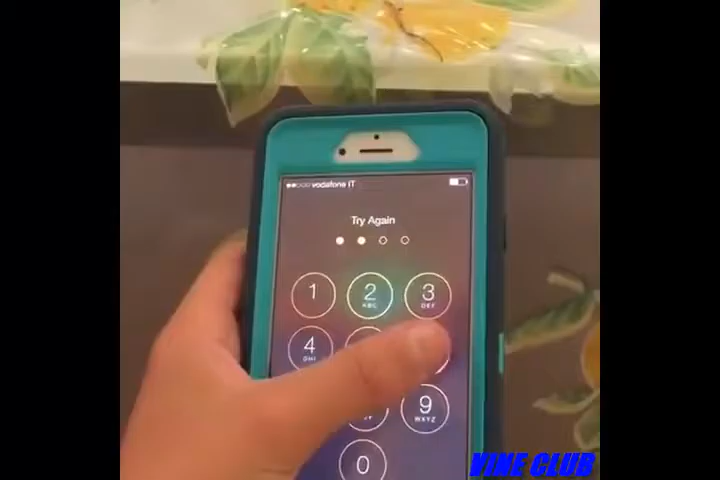 vodafone IT
Try Again
1
2
ABC
3
DEF
4
GHI
9
WXYZ
0
VINE CLUB